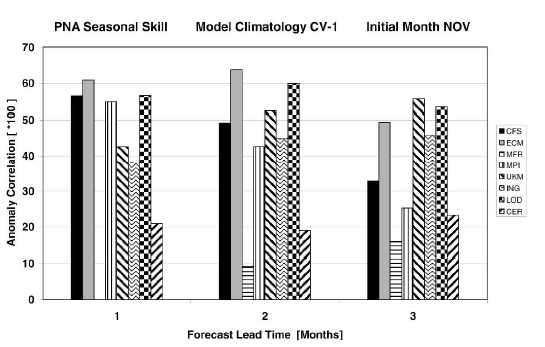 PNA Seasonal Skill Model Climatology CV-1 Initial Month NOV
70
60
50
40
30
20
10
0
Anomaly Correlation [ *100 ]
1 2 3
Forecast Lead Time [Months]
CFS
ECM
MFR
MPI
UKM
ING
LOD
CER